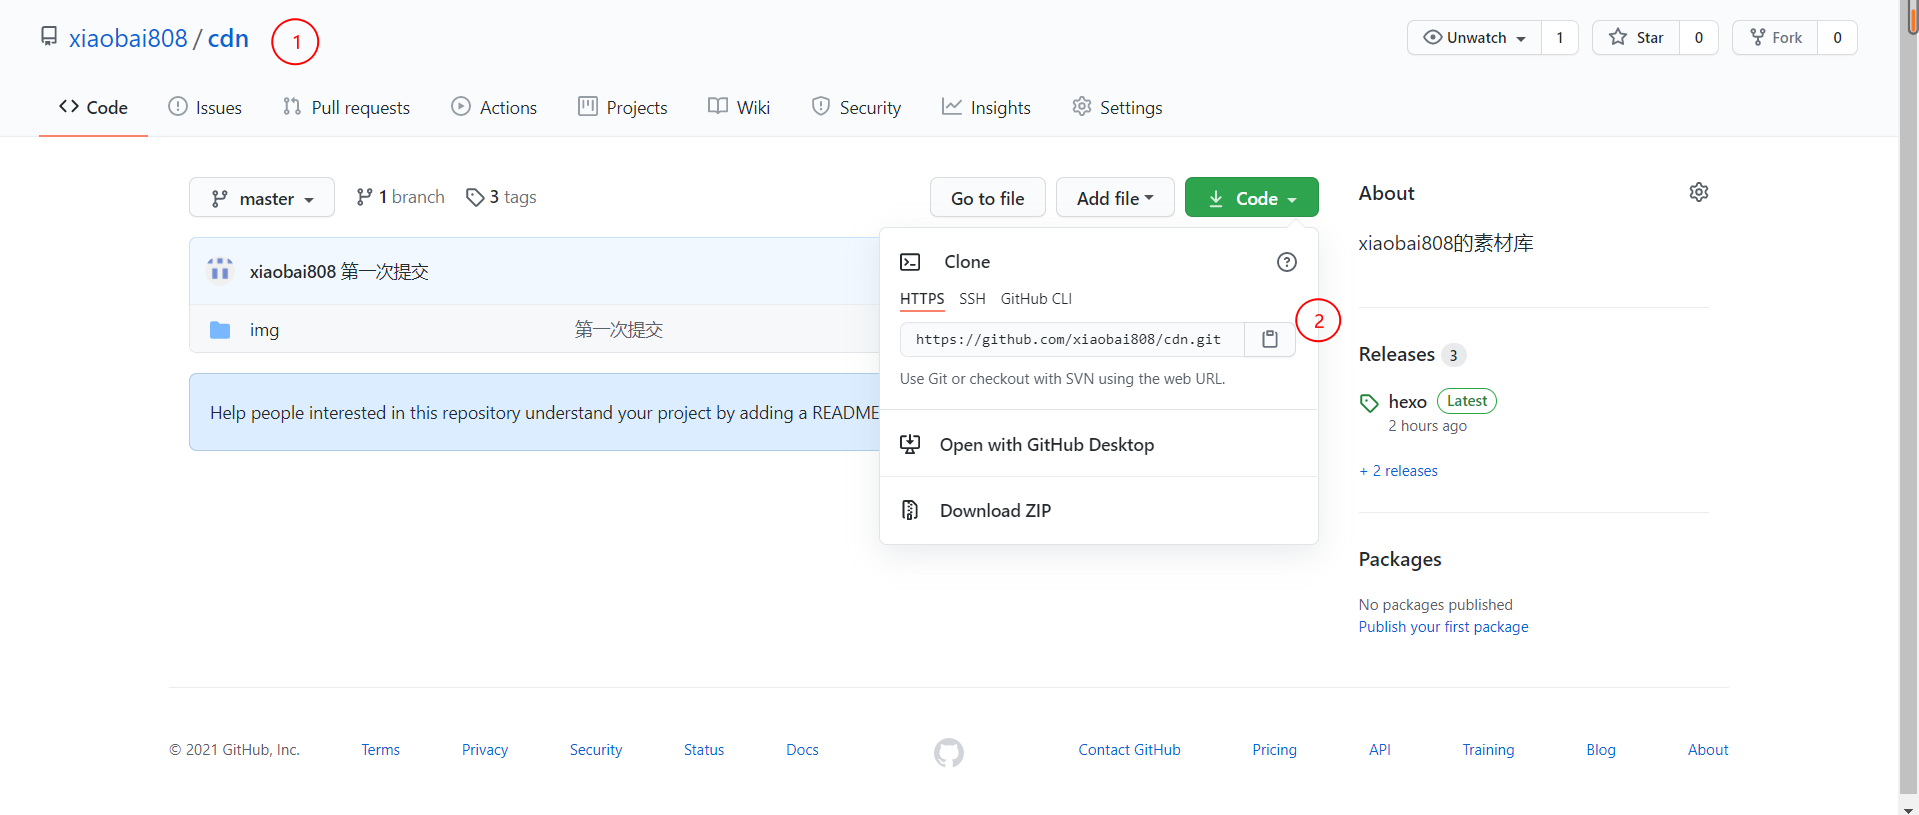 xiaobai808 / cdn
1
Unwatch 1
Star 0
Fork 0
Code
Issues
Pull requests
Actions
Projects
Wiki
Security
Insights
Settings
master
1 branch
3 tags
Go to file
Add file
Code
xiaobai808 第一次提交
img
第一次提交
Help people interested in this repository understand your project by adding a README
Clone
HTTPS
SSH
GitHub CLI
2
https://github.com/xiaobai808/cdn.git
Use Git or checkout with SVN using the web URL.
Open with GitHub Desktop
Download ZIP
About
xiaobai808的素材库
Releases 3
hexo Latest
2 hours ago
+ 2 releases
Packages
No packages published
Publish your first package
© 2021 GitHub, Inc.
Terms
Privacy
Security
Status
Docs
Contact GitHub
Pricing
API
Training
Blog
About